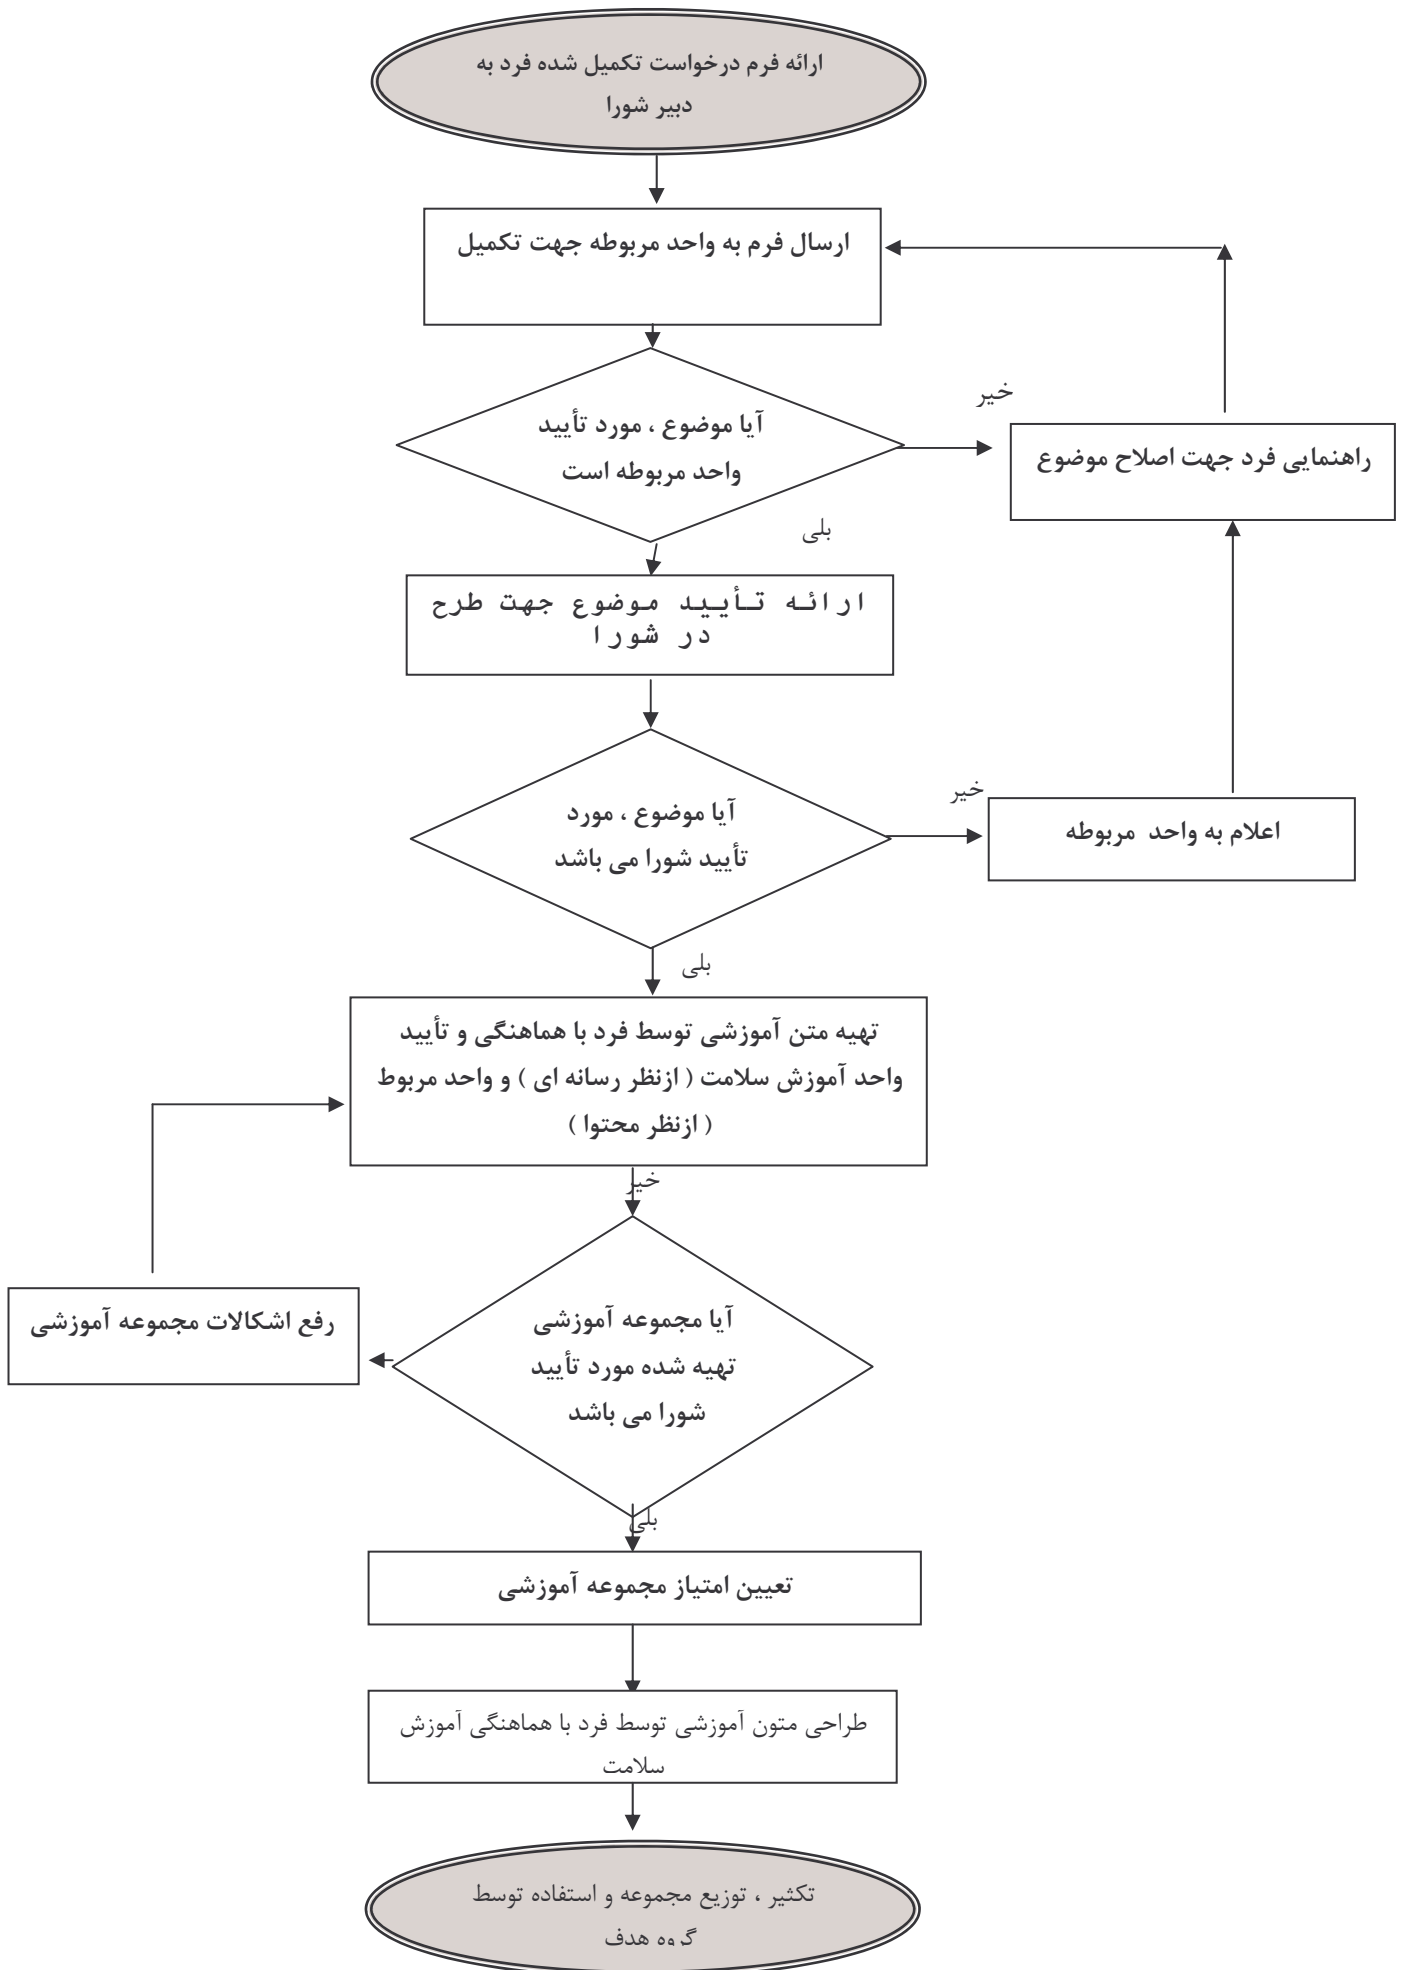 ارائه فرم درخواست تکمیل شده فرد به
دبیر شورا
ارسال فرم به واحد مربوطه جهت تکمیل
خیر
آیا موضوع ، مورد تأیید
واحد مربوطه است
راهنمایی فرد جهت اصلاح موضوع
بلی
ارائه تأیید موضوع جهت طرح
در شورا
خیر
آیا موضوع ، مورد
تأیید شورا می باشد
اعلام به واحد مربوطه
بلی
تهیه متن آموزشی توسط فرد با هماهنگی و تأیید
واحد آموزش سلامت ( ازنظر رسانه ای ) و واحد مربوط
( ازنظر محتوا )
خیر
آیا مجموعه آموزشی
تهیه شده مورد تأیید
شورا می باشد
رفع اشکالات مجموعه آموزشی
بلی
تعیین امتیاز مجموعه آموزشی
طراحی متون آموزشی توسط فرد با هماهنگی آموزش
سلامت
تکثیر ، توزیع مجموعه و استفاده توسط
گروه هدف